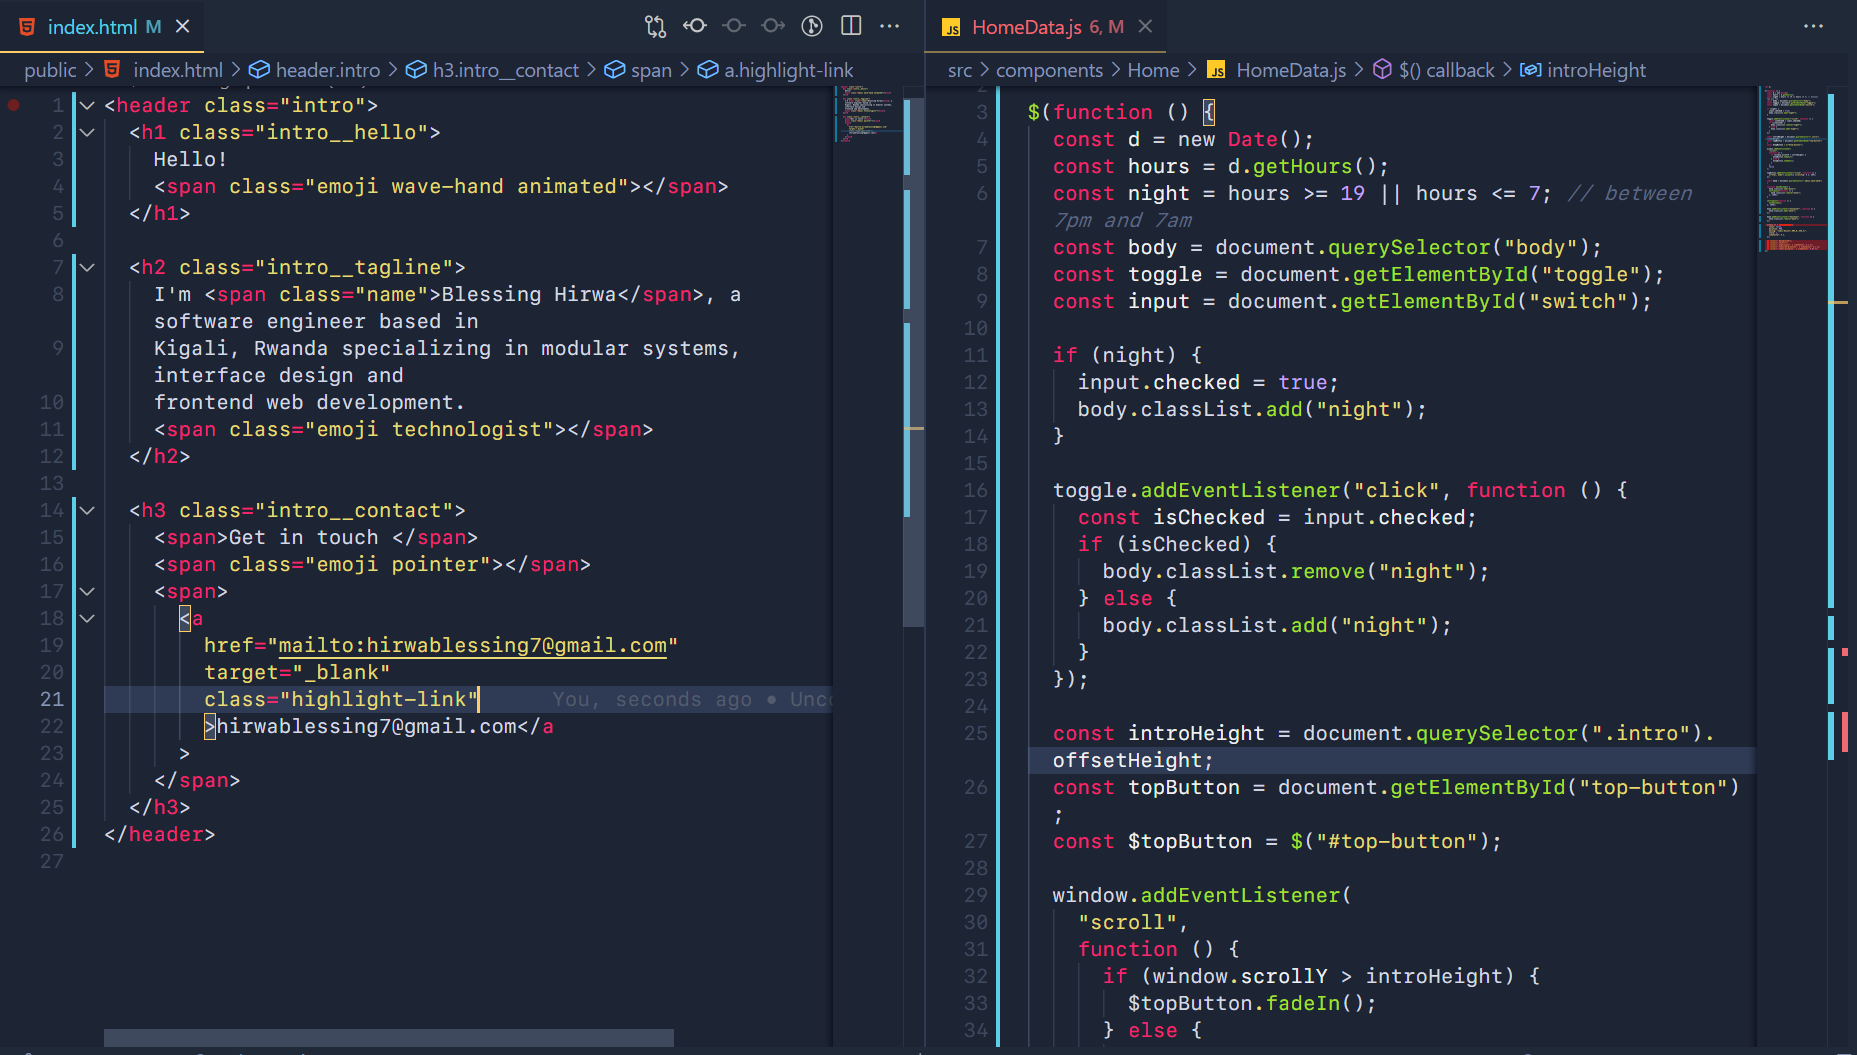 index.html M
public > index.html > header.intro > h3.intro__contact > span > a.highlight-link
1 <header class="intro">
2 <h1 class="intro__hello">
3 Hello!
4 <span class="emoji wave-hand animated"></span>
5 </h1>
6
7 <h2 class="intro__tagline">
8 I'm <span class="name">Blessing Hirwa</span>, a
software engineer based in
9 Kigali, Rwanda specializing in modular systems,
interface design and
10 frontend web development.
11 <span class="emoji technologist"></span>
12 </h2>
13
14 <h3 class="intro__contact">
15 <span>Get in touch </span>
16 <span class="emoji pointer"></span>
17 <span>
18 <a
19 href="mailto:hirwablessing7@gmail.com"
20 target="_blank"
21 class="highlight-link" You, seconds ago • Unc
22 >hirwablessing7@gmail.com</a
23 >
24 </span>
25 </h3>
26 </header>
27
JS HomeData.js 6, M
src > components > Home > JS HomeData.js > $() callback > introHeight
2
3 $(function () {
4 const d = new Date();
5 const hours = d.getHours();
6 const night = hours >= 19 || hours <= 7; // between
7pm and 7am
7 const body = document.querySelector("body");
8 const toggle = document.getElementById("toggle");
9 const input = document.getElementById("switch");
10
11 if (night) {
12 input.checked = true;
13 body.classList.add("night");
14 }
15
16 toggle.addEventListener("click", function () {
17 const isChecked = input.checked;
18 if (isChecked) {
19 body.classList.remove("night");
20 } else {
21 body.classList.add("night");
22 }
23 });
24
25 const introHeight = document.querySelector(".intro").
offsetHeight;
26 const topButton = document.getElementById("top-button")
;
27 const $topButton = $("#top-button");
28
29 window.addEventListener(
30 "scroll",
31 function () {
32 if (window.scrollY > introHeight) {
33 $topButton.fadeIn();
34 } else {